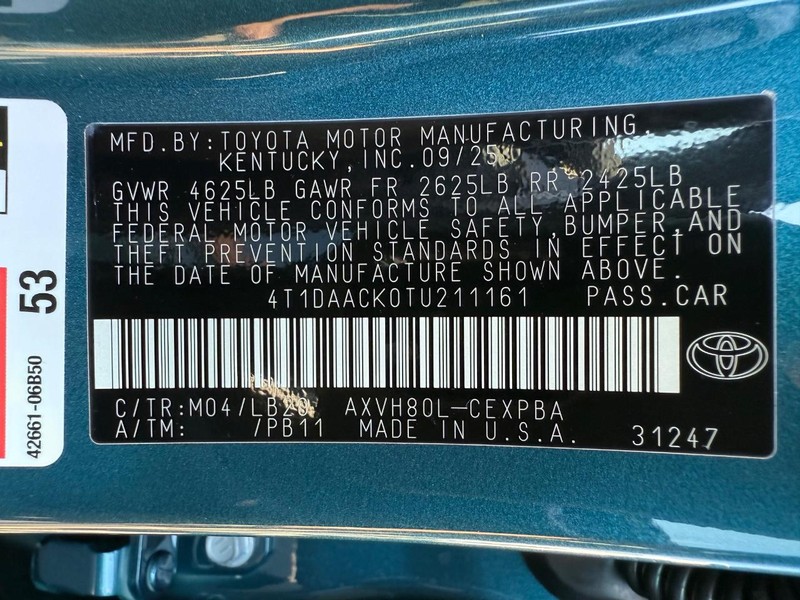 MFD.BY:TOYOTA MOTOR MANUFACTURING,
KENTUCKY,INC.09/25
GVWR 4625LB GAWR FR 2625LB RR 2425LB
THIS VEHICLE CONFORMS TO ALL APPLICABLE
FEDERAL MOTOR VEHICLE SAFETY,BUMPER,AND
THEFT PREVENTION STANDARDS IN EFFECT ON
THE DATE OF MANUFACTURE SHOWN ABOVE.
4T1DAACK0TU211161 PASS.CAR
C/TR:M04/LB20 AXVH80L-CEXPBA
A/TM: /PB11 MADE IN U.S.A. 31247
53
42661-06B50